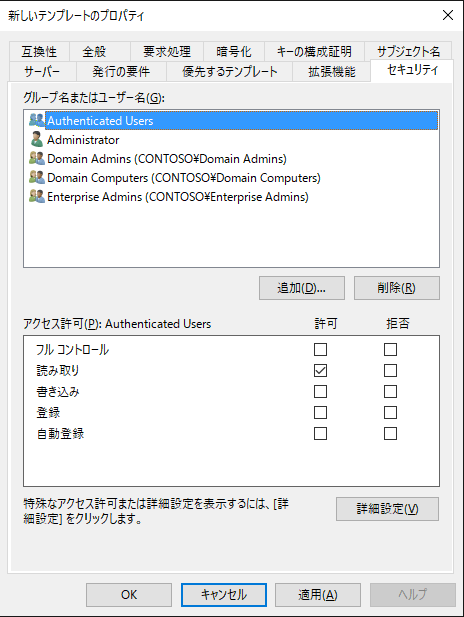 新しいテンプレートのプロパティ
互換性 全般 要求処理 暗号化 キーの構成証明 サブジェクト名
サーバー 発行の要件 優先するテンプレート 拡張機能 セキュリティ
グループ名またはユーザー名(G):
Authenticated Users
Administrator
Domain Admins (CONTOSO¥Domain Admins)
Domain Computers (CONTOSO¥Domain Computers)
Enterprise Admins (CONTOSO¥Enterprise Admins)
追加(D)... 削除(R)
アクセス許可(P): Authenticated Users 許可 拒否
フル コントロール
読み取り
書き込み
登録
自動登録
特殊なアクセス許可または詳細設定を表示するには、[詳
細設定] をクリックします。
詳細設定(V)
OK キャンセル 適用(A) ヘルプ